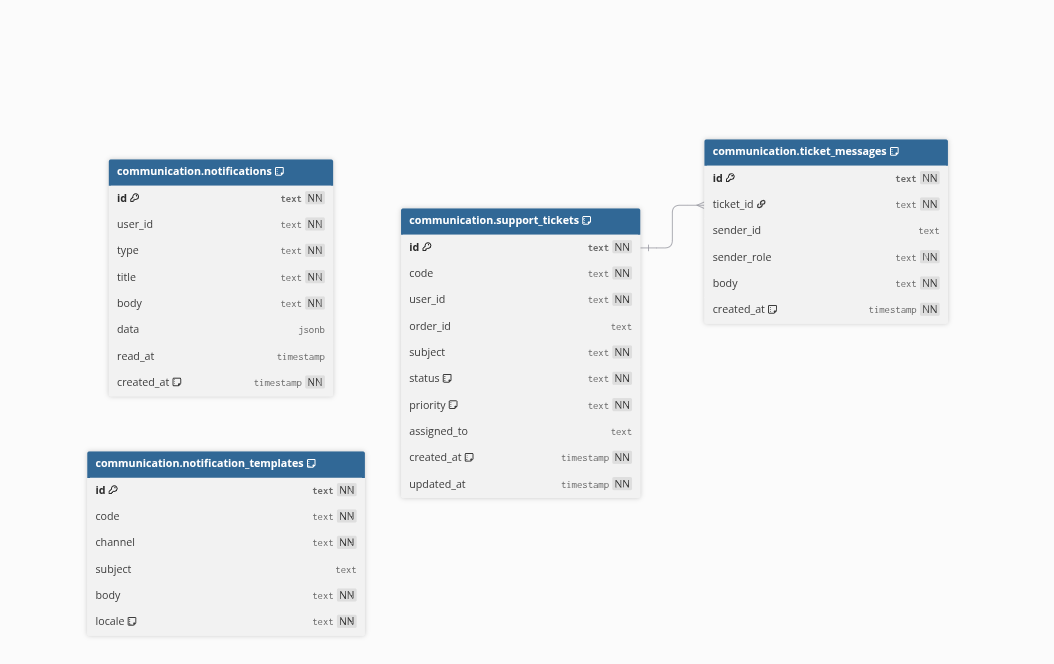 communication.notifications
id text NN
user_id text NN
type text NN
title text NN
body text NN
data jsonb
read_at timestamp
created_at timestamp NN
communication.notification_templates
id text NN
code text NN
channel text NN
subject text
body text NN
locale text NN
communication.support_tickets
id text NN
code text NN
user_id text NN
order_id text
subject text NN
status text NN
priority text NN
assigned_to text
created_at timestamp NN
updated_at timestamp NN
communication.ticket_messages
id text NN
ticket_id text NN
sender_id text
sender_role text NN
body text NN
created_at timestamp NN